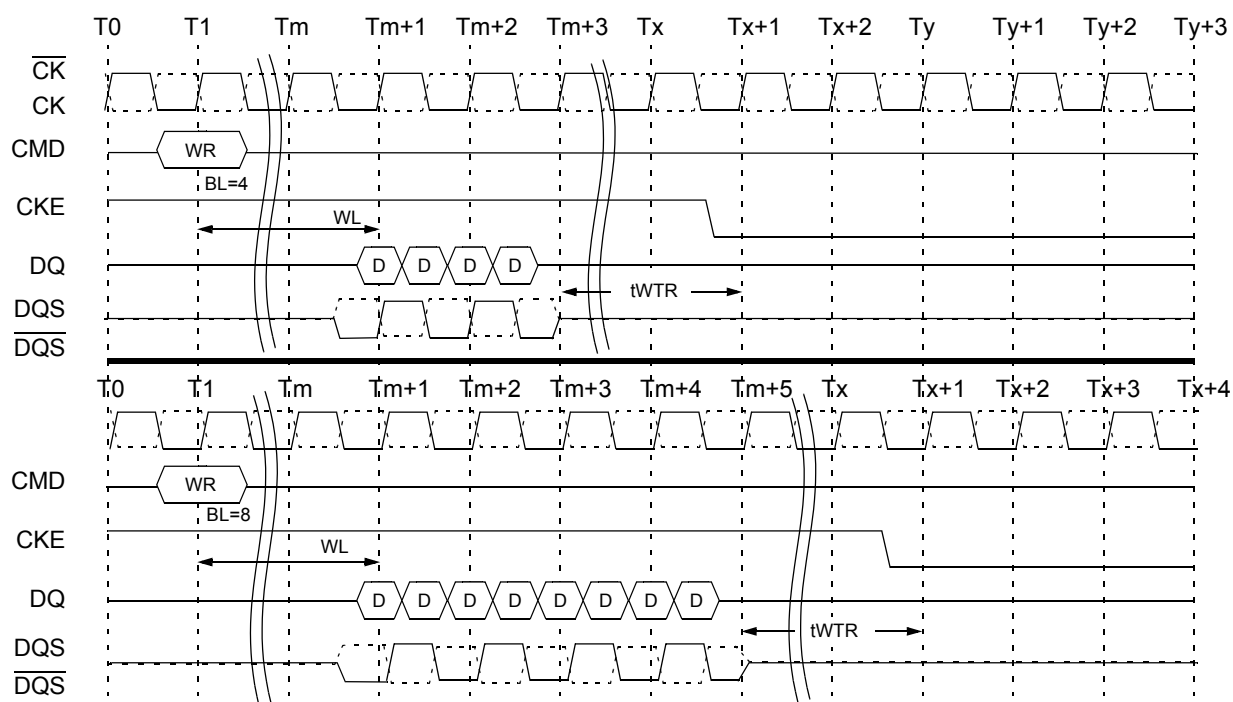 T0 T1 Tm Tm+1 Tm+2 Tm+3 Tx Tx+1 Tx+2 Ty Ty+1 Ty+2 Ty+3
CK
CK
CMD WR
BL=4
CKE
WL
DQ D D D D
tWTR
DQS
DQS
T0 T1 Tm Tm+1 Tm+2 Tm+3 Tm+4 Tm+5 Tx Tx+1 Tx+2 Tx+3 Tx+4
CMD WR
BL=8
CKE
WL
DQ D D D D D D D D
tWTR
DQS
DQS